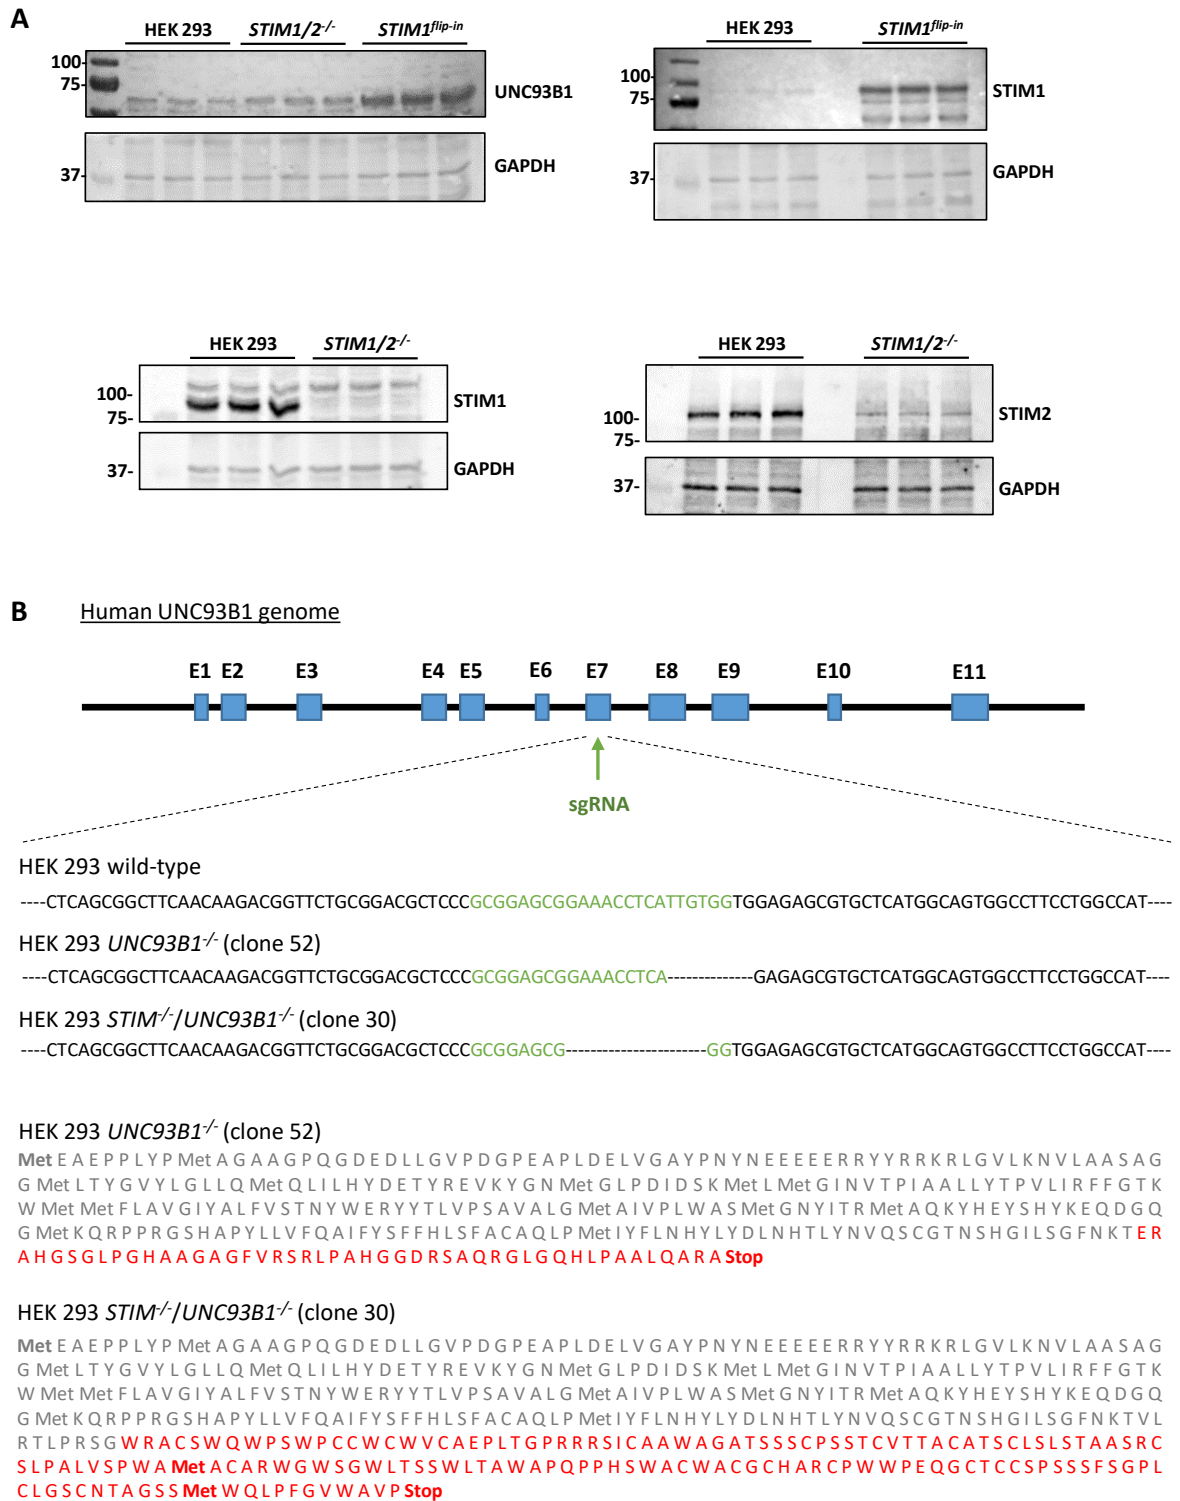 A
HEK 293 STIM1/2-/- STIM1flip-in
100-
75-
UNC93B1
37-
GAPDH
HEK 293 STIM1flip-in
100-
75-
STIM1
37-
GAPDH
HEK 293 STIM1/2-/-
100-
75-
STIM1
37-
GAPDH
HEK 293 STIM1/2-/-
100-
75-
STIM2
37-
GAPDH
B Human UNC93B1 genome
E1 E2 E3 E4 E5 E6 E7 E8 E9 E10 E11
sgRNA
HEK 293 wild-type
----CTCAGCGGCTTCAACAAGACGGTTCTGCGGACGCTCCCGCGGAGCGGAAACCTCATTGTGGTGGAGAGCGTGCTCATGGCAGTGGCCTTCCTGGCCAT----
HEK 293 UNC93B1-/- (clone 52)
----CTCAGCGGCTTCAACAAGACGGTTCTGCGGACGCTCCCGCGGAGCGGAAACCTCA-------------GAGAGCGTGCTCATGGCAGTGGCCTTCCTGGCCAT----
HEK 293 STIM-/-/UNC93B1-/- (clone 30)
----CTCAGCGGCTTCAACAAGACGGTTCTGCGGACGCTCCCGCGGAGCG-----------------------GGTGGAGAGCGTGCTCATGGCAGTGGCCTTCCTGGCCAT----
HEK 293 UNC93B1-/- (clone 52)
Met E A E P P L Y P Met A G A A G P Q G D E D L L G V P D G P E A P L D E L V G A Y P N Y N E E E E E R R Y Y R R K R L G V L K N V L A A S A G
G Met L T Y G V Y L G L L Q Met Q L I L H Y D E T Y R E V K Y G N Met G L P D I D S K Met L Met G I N V T P I A A L L Y T P V L I R F F G T K
W Met Met F L A V G I Y A L F V S T N Y W E R Y Y T L V P S A V A L G Met A I V P L W A S Met G N Y I T R Met A Q K Y H E Y S H Y K E Q D G Q
G Met K Q R P P R G S H A P Y L L V F Q A I F Y S F F H L S F A C A Q L P Met I Y F L N H Y L Y D L N H T L Y N V Q S C G T N S H G I L S G F N K T E R
A H G S G L P G H A A G A G F V R S R L P A H G G D R S A Q R G L G Q H L P A A L Q A R A Stop
HEK 293 STIM-/-/UNC93B1-/- (clone 30)
Met E A E P P L Y P Met A G A A G P Q G D E D L L G V P D G P E A P L D E L V G A Y P N Y N E E E E E R R Y Y R R K R L G V L K N V L A A S A G
G Met L T Y G V Y L G L L Q Met Q L I L H Y D E T Y R E V K Y G N Met G L P D I D S K Met L Met G I N V T P I A A L L Y T P V L I R F F G T K
W Met Met F L A V G I Y A L F V S T N Y W E R Y Y T L V P S A V A L G Met A I V P L W A S Met G N Y I T R Met A Q K Y H E Y S H Y K E Q D G Q
G Met K Q R P P R G S H A P Y L L V F Q A I F Y S F F H L S F A C A Q L P Met I Y F L N H Y L Y D L N H T L Y N V Q S C G T N S H G I L S G F N K T V L
R T L P R S G W R A C S W Q W P S W P C C W C W V C A E P L T G P R R R S I C A A W A G A T S S S C P S S T C V T T A C A T S C L S L S T A A S R C
S L P A L V S P W A Met A C A R W G W S G W L T S S W L T A W A P Q P P H S W A C W A C G C H A R C P W W P E Q G C T C C S P S S S F S G P L
C L G S C N T A G S S Met W Q L P F G V W A V P Stop